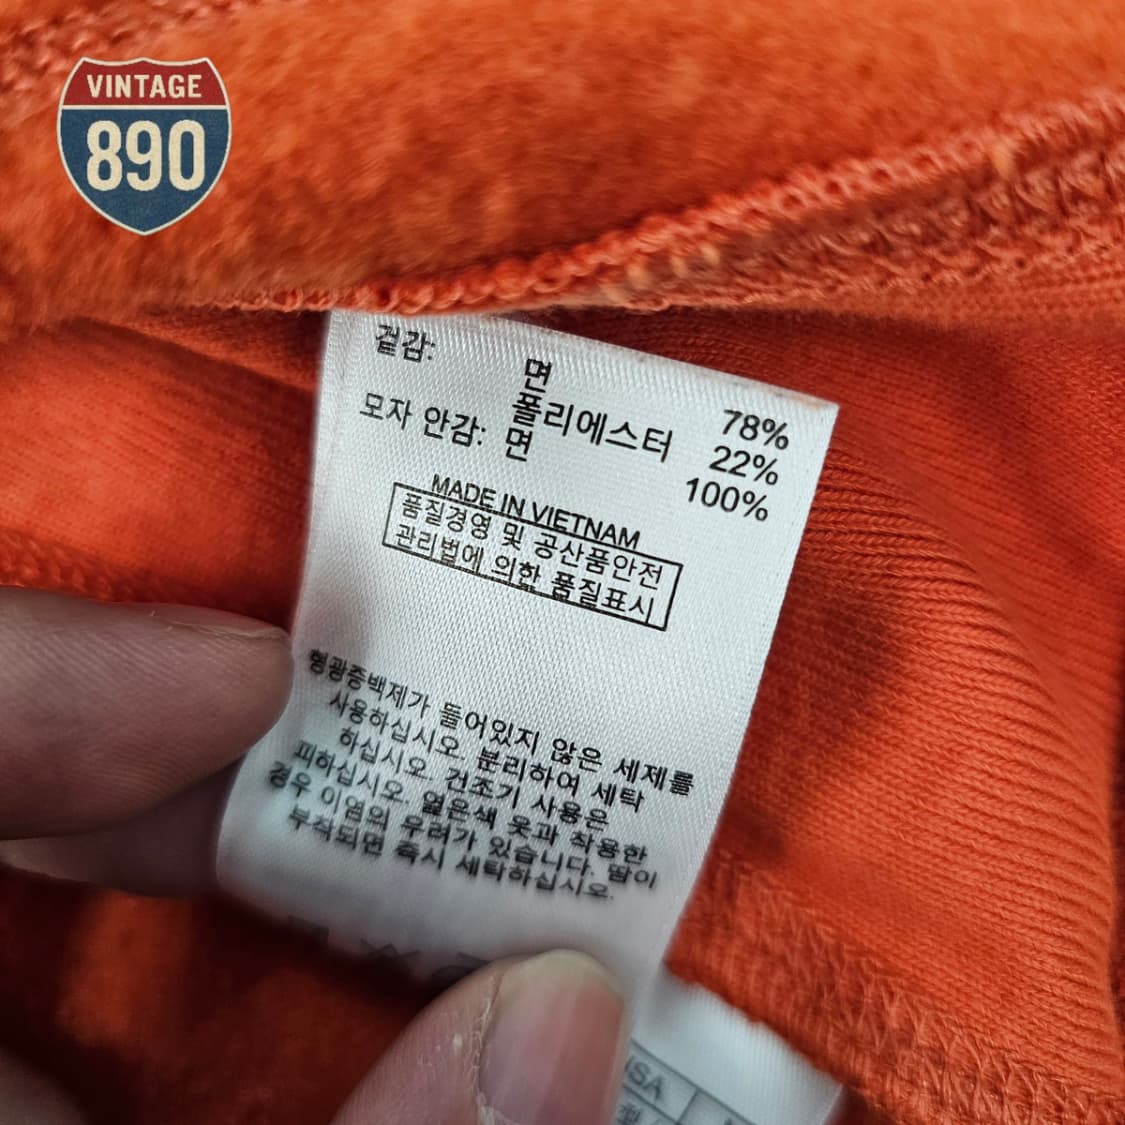 VINTAGE
890
겉감: 면 78%
폴리에스터 22%
모자 안감: 면 100%
MADE IN VIETNAM
품질경영 및 공산품안전
관리법에 의한 품질표시
형광증백제가 들어있지 않은 세제를
사용하십시오. 분리하여 세탁
하십시오. 건조기 사용은
피하십시오. 옅은색 옷과 착용한
경우 이염의 우려가 있습니다. 땀이
부착되면 즉시 세탁하십시오.
USA